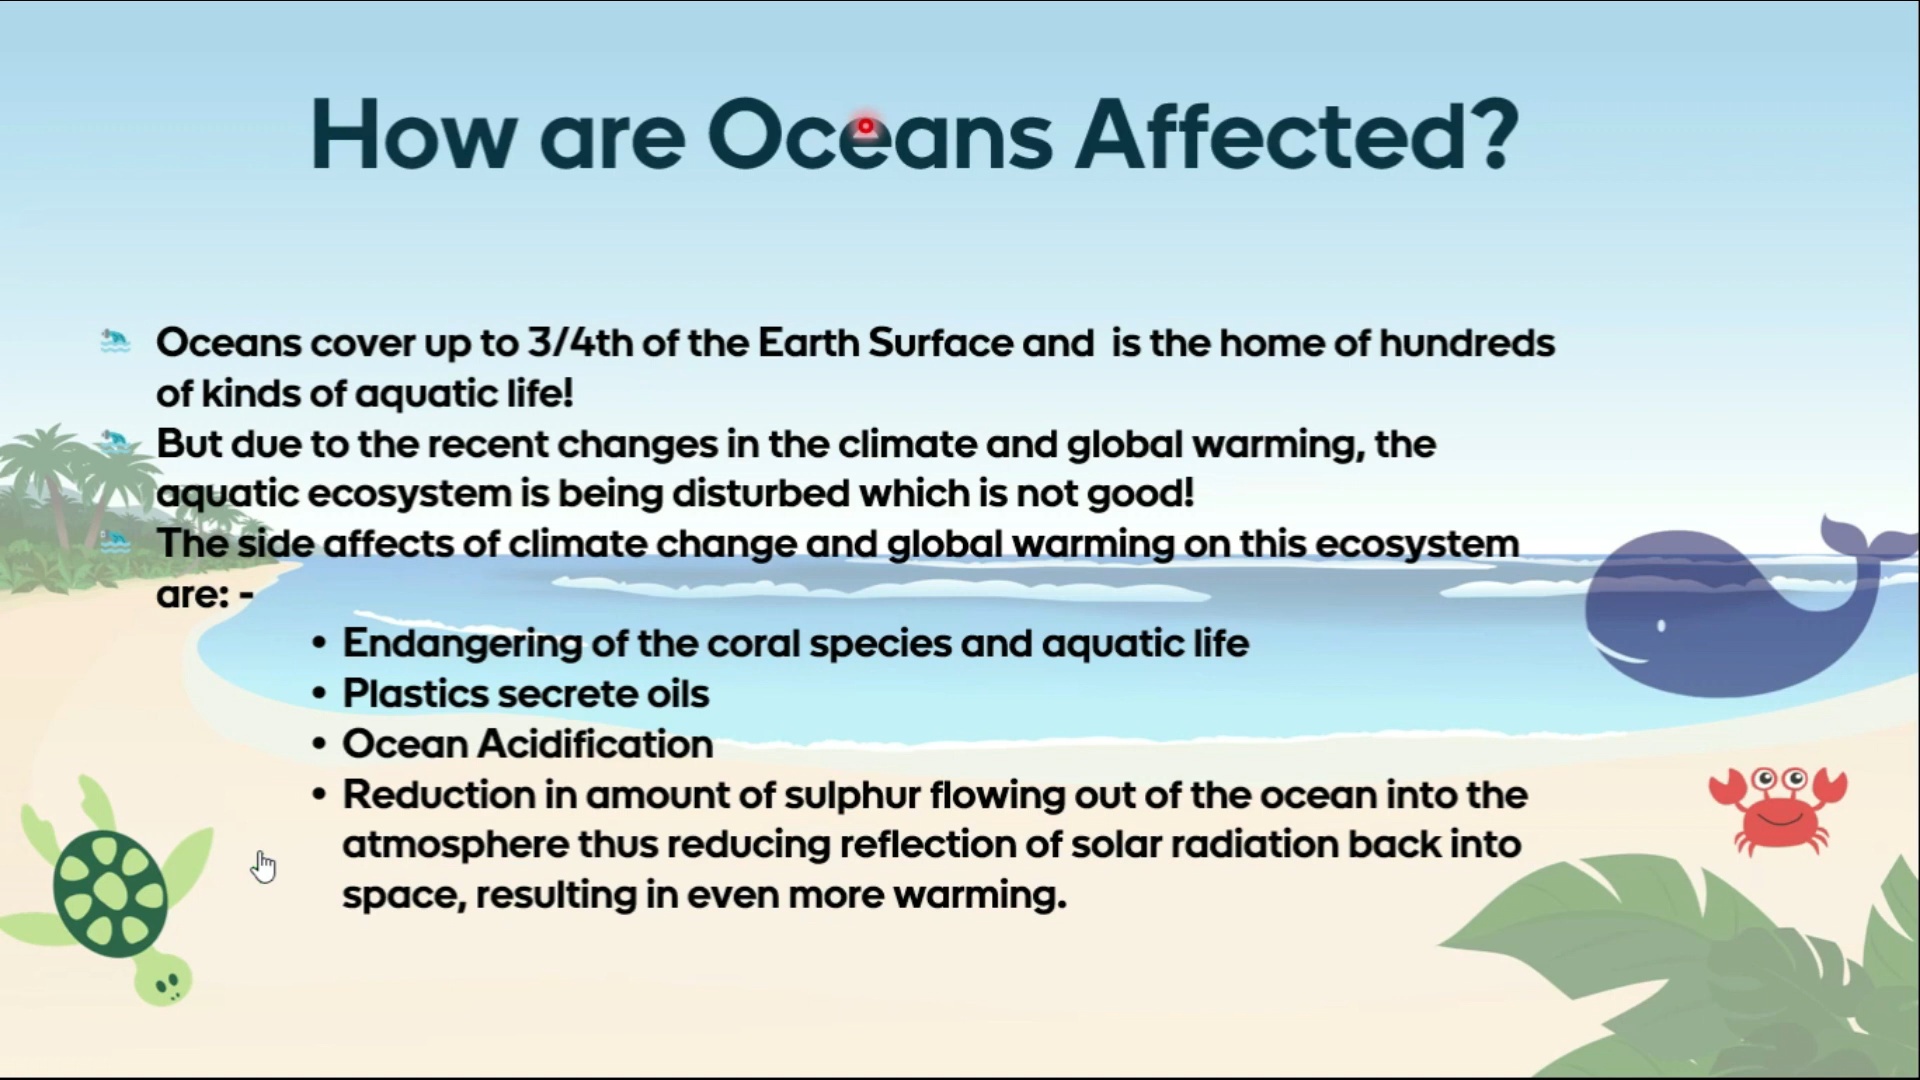 How are Oceans Affected?
Oceans cover up to 3/4th of the Earth Surface and  is the home of hundreds
of kinds of aquatic life!
But due to the recent changes in the climate and global warming, the
aquatic ecosystem is being disturbed which is not good!
The side affects of climate change and global warming on this ecosystem
are: -
• Endangering of the coral species and aquatic life
• Plastics secrete oils
• Ocean Acidification
• Reduction in amount of sulphur flowing out of the ocean into the
atmosphere thus reducing reflection of solar radiation back into
space, resulting in even more warming.